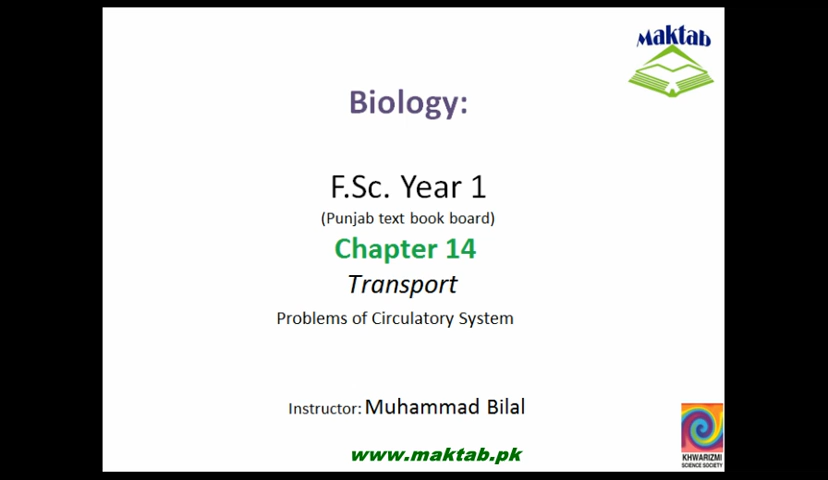 Maktab
Biology:
F.Sc. Year 1
(Punjab text book board)
Chapter 14
Transport
Problems of Circulatory System
Instructor: Muhammad Bilal
www.maktab.pk
KHWARIZMI
SCIENCE SOCIETY